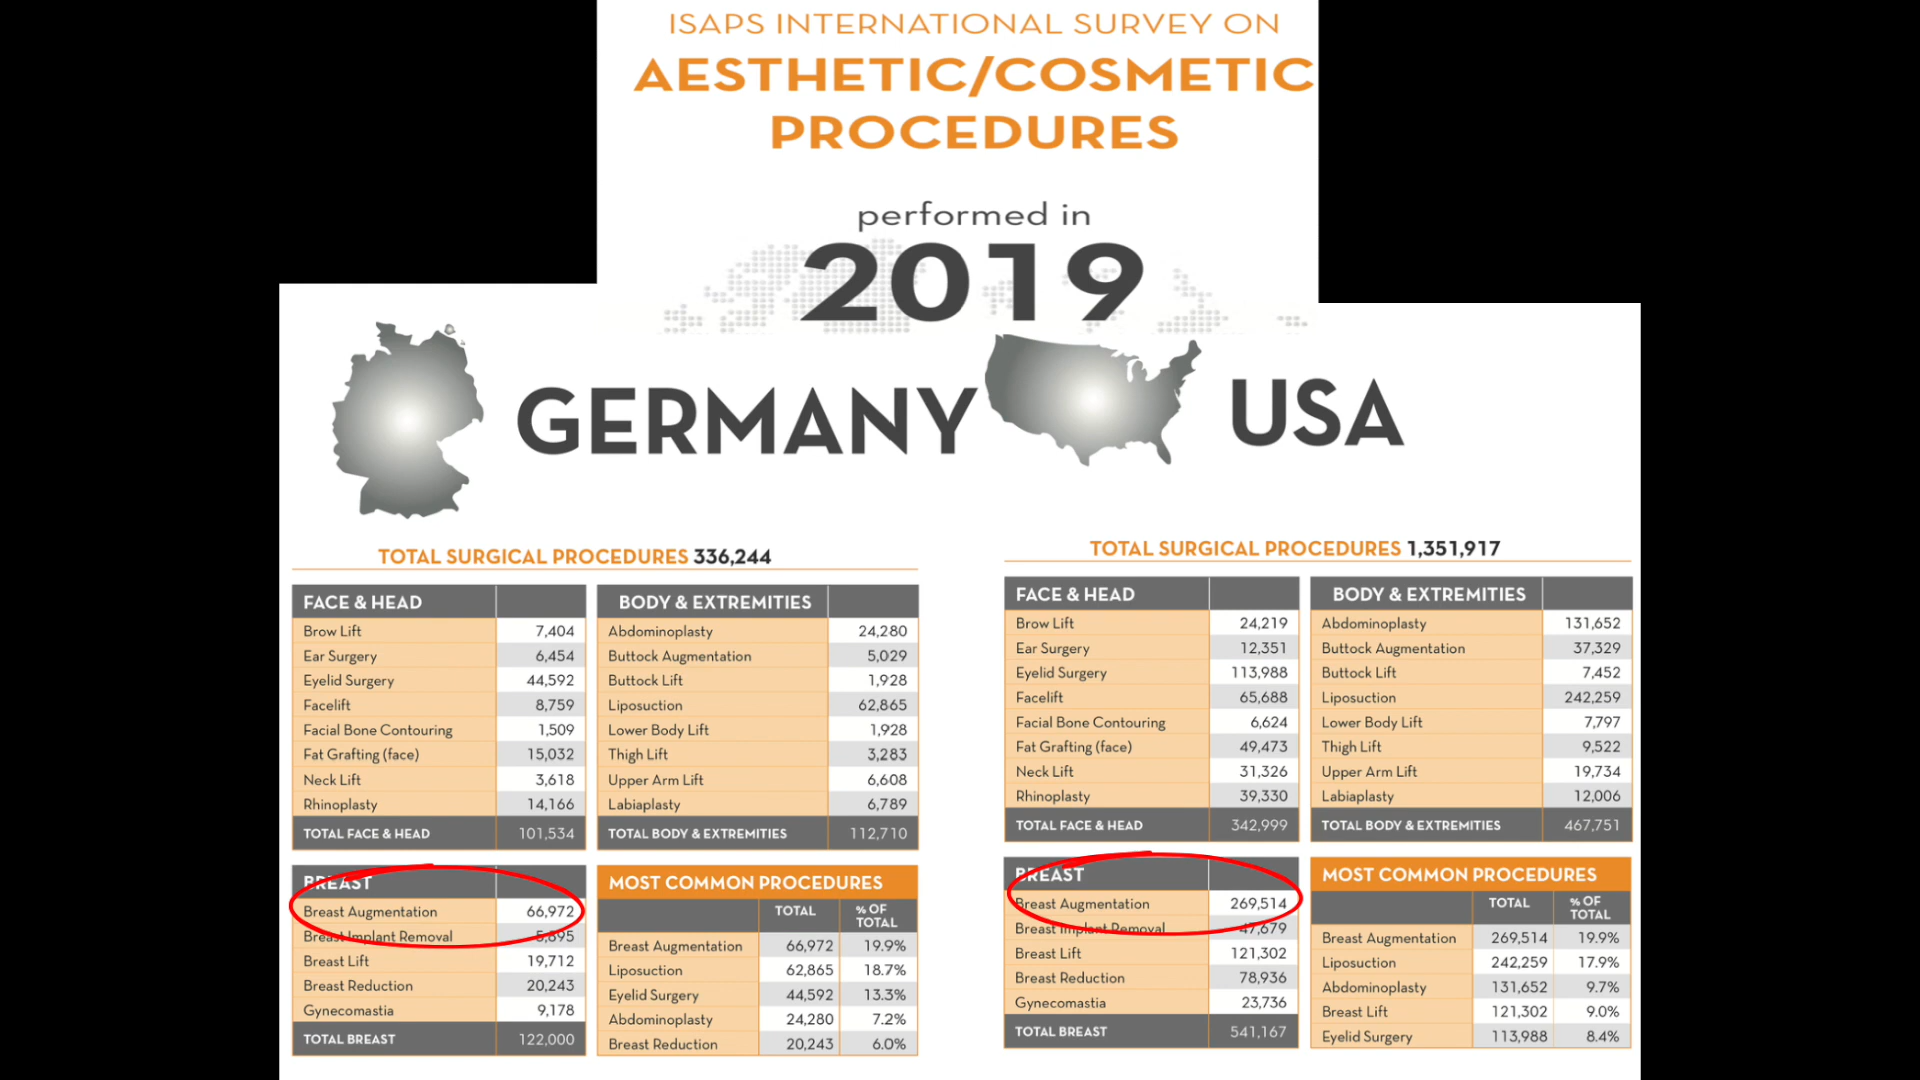 ISAPS INTERNATIONAL SURVEY ON
AESTHETIC/COSMETIC
PROCEDURES
performed in
2019
GERMANY
TOTAL SURGICAL PROCEDURES 336,244
FACE & HEAD
Brow Lift 7,404
Ear Surgery 6,454
Eyelid Surgery 44,592
Facelift 8,759
Facial Bone Contouring 1,509
Fat Grafting (face) 15,032
Neck Lift 3,618
Rhinoplasty 14,166
TOTAL FACE & HEAD 101,534
BODY & EXTREMITIES
Abdominoplasty 24,280
Buttock Augmentation 5,029
Buttock Lift 1,928
Liposuction 62,865
Lower Body Lift 1,928
Thigh Lift 3,283
Upper Arm Lift 6,608
Labiaplasty 6,789
TOTAL BODY & EXTREMITIES 112,710
BREAST
Breast Augmentation 66,972
Breast Implant Removal 5,895
Breast Lift 19,712
Breast Reduction 20,243
Gynecomastia 9,178
TOTAL BREAST 122,000
MOST COMMON PROCEDURES
TOTAL % OF TOTAL
Breast Augmentation 66,972 19.9%
Liposuction 62,865 18.7%
Eyelid Surgery 44,592 13.3%
Abdominoplasty 24,280 7.2%
Breast Reduction 20,243 6.0%
USA
TOTAL SURGICAL PROCEDURES 1,351,917
FACE & HEAD
Brow Lift 24,219
Ear Surgery 12,351
Eyelid Surgery 113,988
Facelift 65,688
Facial Bone Contouring 6,624
Fat Grafting (face) 49,473
Neck Lift 31,326
Rhinoplasty 39,330
TOTAL FACE & HEAD 342,999
BODY & EXTREMITIES
Abdominoplasty 131,652
Buttock Augmentation 37,329
Buttock Lift 7,452
Liposuction 242,259
Lower Body Lift 7,797
Thigh Lift 9,522
Upper Arm Lift 19,734
Labiaplasty 12,006
TOTAL BODY & EXTREMITIES 467,751
BREAST
Breast Augmentation 269,514
Breast Implant Removal 47,679
Breast Lift 121,302
Breast Reduction 78,936
Gynecomastia 23,736
TOTAL BREAST 541,167
MOST COMMON PROCEDURES
TOTAL % OF TOTAL
Breast Augmentation 269,514 19.9%
Liposuction 242,259 17.9%
Abdominoplasty 131,652 9.7%
Breast Lift 121,302 9.0%
Eyelid Surgery 113,988 8.4%